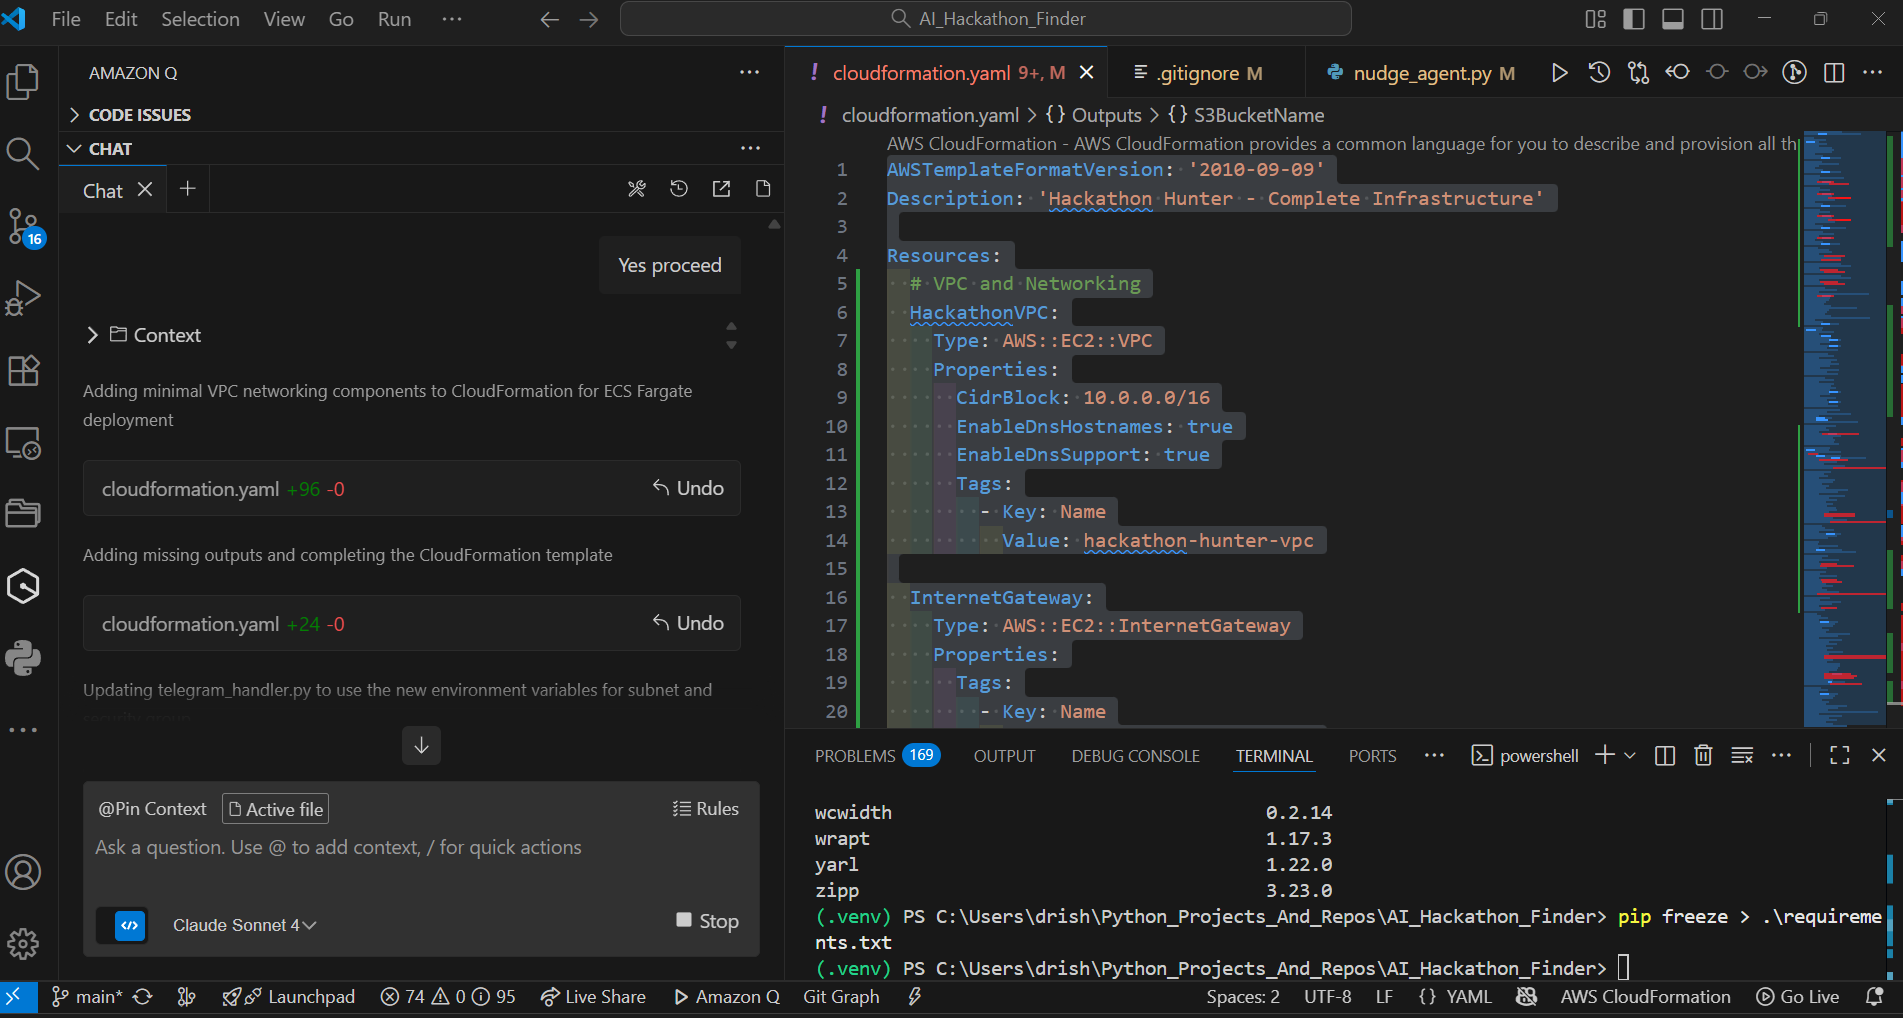 File Edit Selection View Go Run ···
AI_Hackathon_Finder
AMAZON Q
CODE ISSUES
CHAT
Chat
Yes proceed
Context
Adding minimal VPC networking components to CloudFormation for ECS Fargate
deployment
cloudformation.yaml +96 -0 Undo
Adding missing outputs and completing the CloudFormation template
cloudformation.yaml +24 -0 Undo
Updating telegram_handler.py to use the new environment variables for subnet and
@Pin Context Active file Rules
Ask a question. Use @ to add context, / for quick actions
Claude Sonnet 4 Stop
16
! cloudformation.yaml 9+, M .gitignore M nudge_agent.py M
! cloudformation.yaml > {} Outputs > {} S3BucketName
AWS CloudFormation - AWS CloudFormation provides a common language for you to describe and provision all th
1 AWSTemplateFormatVersion: '2010-09-09'
2 Description: 'Hackathon Hunter - Complete Infrastructure'
3
4 Resources:
5 # VPC and Networking
6 HackathonVPC:
7 Type: AWS::EC2::VPC
8 Properties:
9 CidrBlock: 10.0.0.0/16
10 EnableDnsHostnames: true
11 EnableDnsSupport: true
12 Tags:
13 - Key: Name
14 Value: hackathon-hunter-vpc
15
16 InternetGateway:
17 Type: AWS::EC2::InternetGateway
18 Properties:
19 Tags:
20 - Key: Name
PROBLEMS 169 OUTPUT DEBUG CONSOLE TERMINAL PORTS ··· powershell
wcwidth 0.2.14
wrapt 1.17.3
yarl 1.22.0
zipp 3.23.0
(.venv) PS C:\Users\drish\Python_Projects_And_Repos\AI_Hackathon_Finder> pip freeze > .\requireme
nts.txt
(.venv) PS C:\Users\drish\Python_Projects_And_Repos\AI_Hackathon_Finder>
main* Launchpad 74 0 95 Live Share Amazon Q Git Graph Spaces: 2 UTF-8 LF {} YAML AWS CloudFormation Go Live